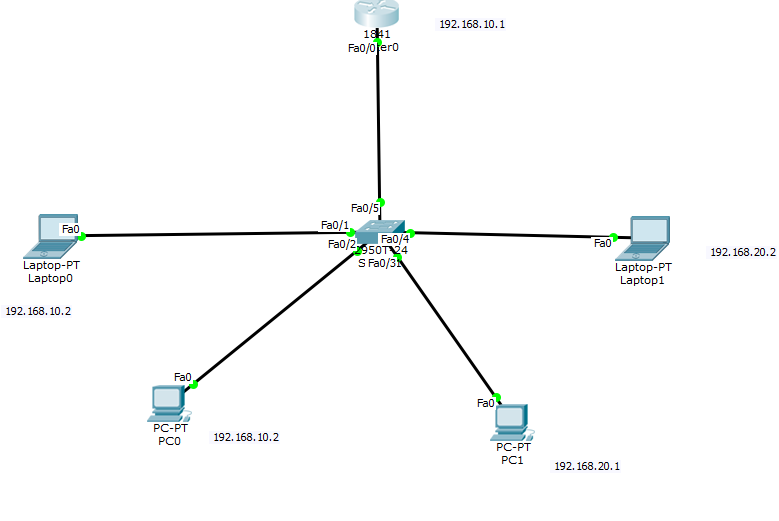 192.168.10.1
1841
Fa0/0
Fa0/5
Fa0/1
Fa0/2
Fa0/4
Fa0
Laptop-PT
Laptop0
Fa0
Laptop-PT
Laptop1
192.168.20.2
192.168.10.2
Fa0
PC-PT
PC0
192.168.10.2
Fa0
PC-PT
PC1
192.168.20.1